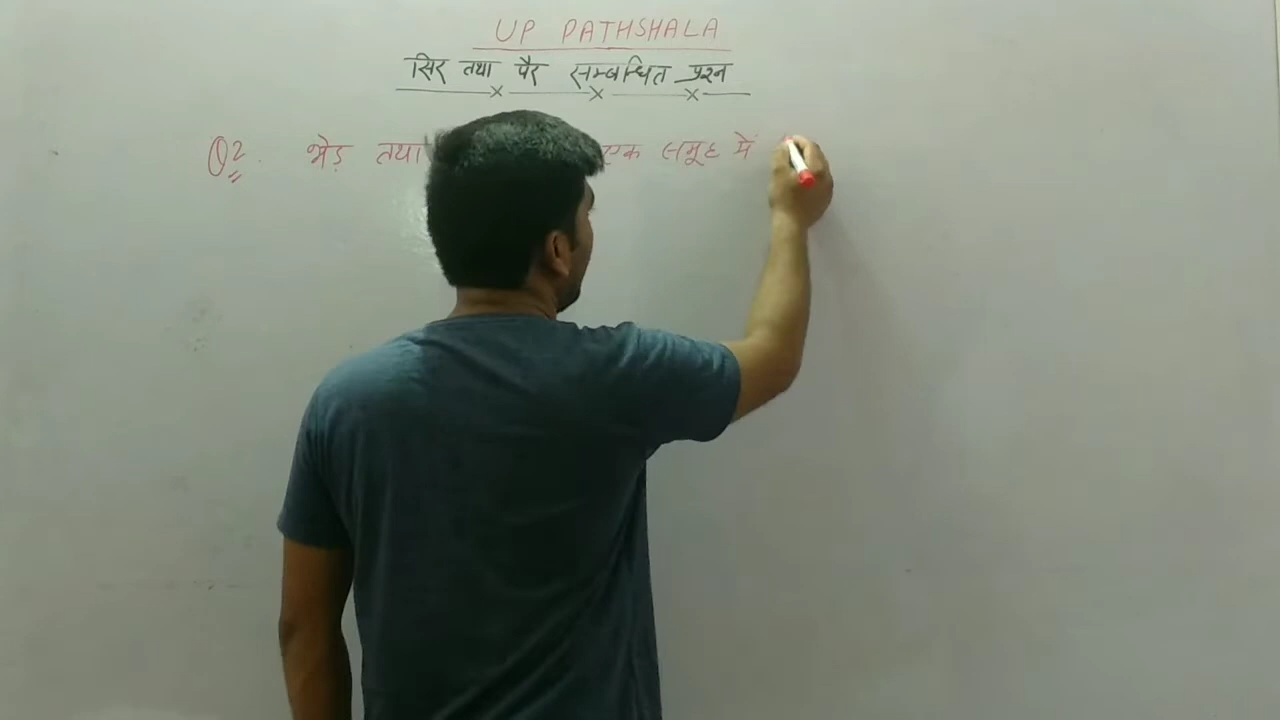 UP PATHSHALA
सिर तथा पैर सम्बन्धित प्रश्न
Q2. भेड़ तथा एक समूह में